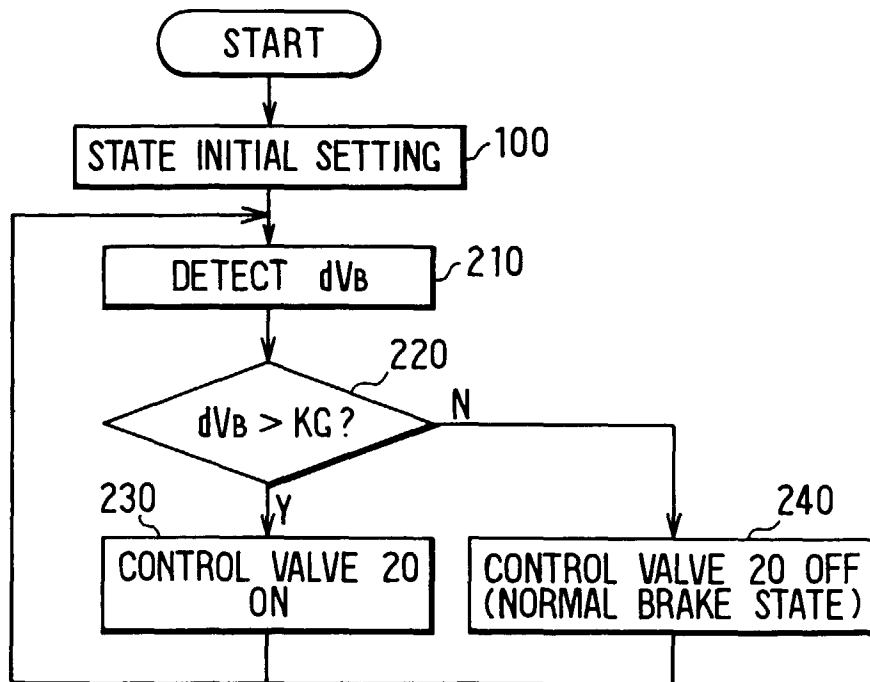 START
STATE INITIAL SETTING
100
DETECT dVB
210
220
dVB > KG?
N
Y
230
CONTROL VALVE 20
ON
240
CONTROL VALVE 20 OFF
(NORMAL BRAKE STATE)